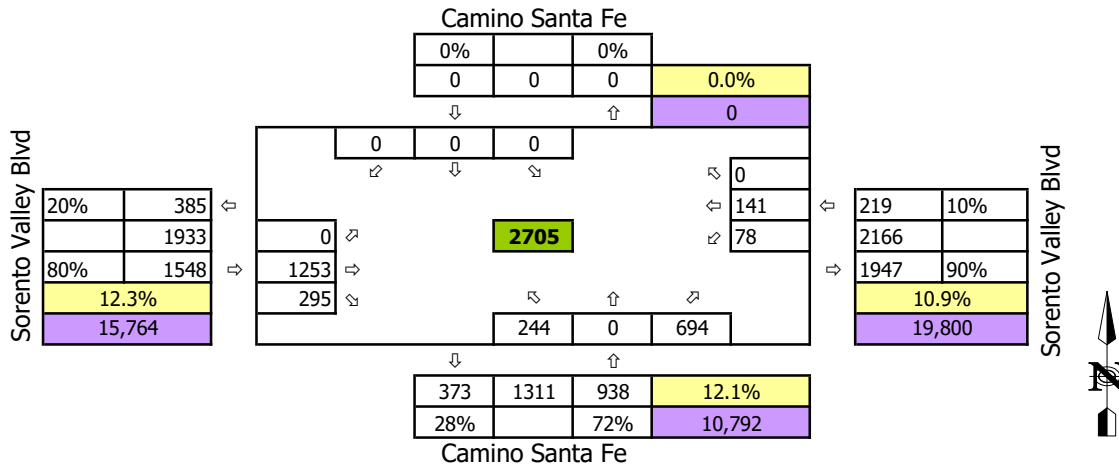 Camino Santa Fe
0% 0%
0 0 0 0.0%
⇩ ⇧ 0
0 0 0
⬃ ⇩ ⬂
Sorento Valley Blvd
20% 385 ⇦
1933
80% 1548 ⇨
12.3%
15,764
0 ⬀
1253 ⇨
295 ⬂
2705
⬁ 0
⇦ 141
⬃ 78
⇦ 219 10%
2166
⇨ 1947 90%
10.9%
19,800
Sorento Valley Blvd
⬁ ⇧ ⬀
244 0 694
⇩ ⇧
373 1311 938 12.1%
28% 72% 10,792
Camino Santa Fe
N